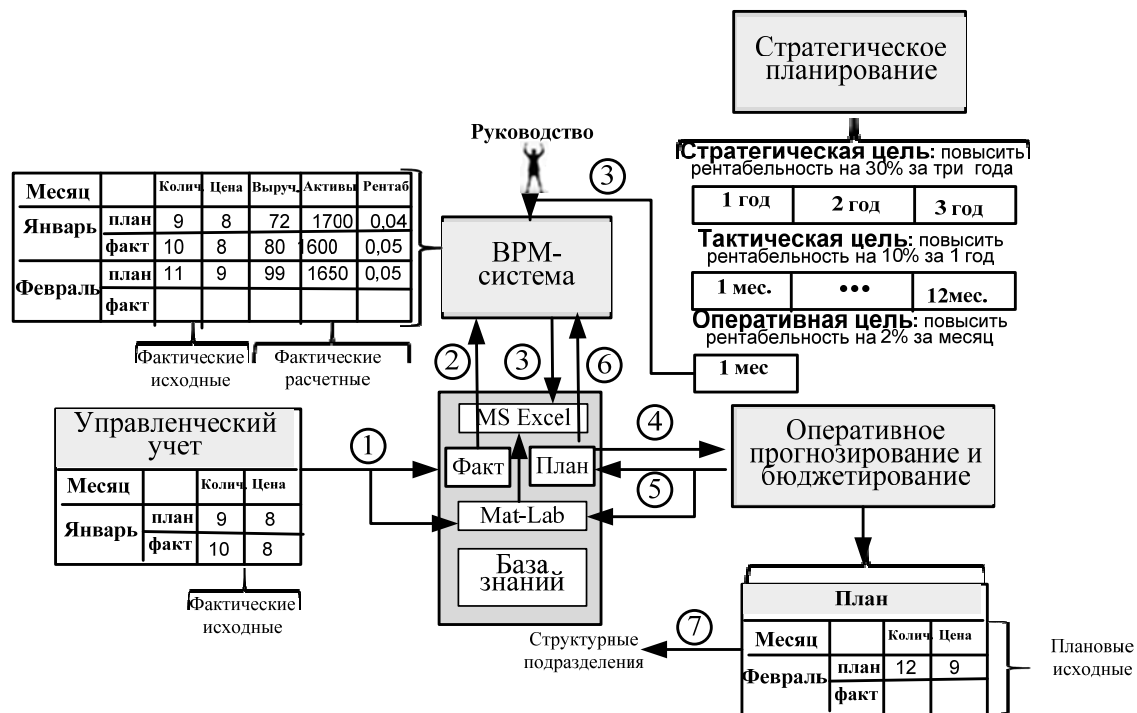 Стратегическое
планирование
Руководство
3
Стратегическая цель: повысить
рентабельность на 30% за три года
1 год 2 год 3 год
Тактическая цель: повысить
рентабельность на 10% за 1 год
1 мес. ••• 12мес.
Оперативная цель: повысить
рентабельность на 2% за месяц
1 мес
Месяц Колич. Цена Выруч. Активы Рентаб
Январь план 9 8 72 1700 0,04
факт 10 8 80 1600 0,05
Февраль план 11 9 99 1650 0,05
факт
Фактические
исходные
Фактические
расчетные
BPM-
система
2 3 6
Управленческий
учет
Месяц Колич. Цена
Январь план 9 8
факт 10 8
Фактические
исходные
1
MS Excel
Факт План
Mat-Lab
База
знаний
4
5
Оперативное
прогнозирование и
бюджетирование
План
Месяц Колич. Цена
Февраль план 12 9
факт
Плановые
исходные
7
Структурные
подразделения